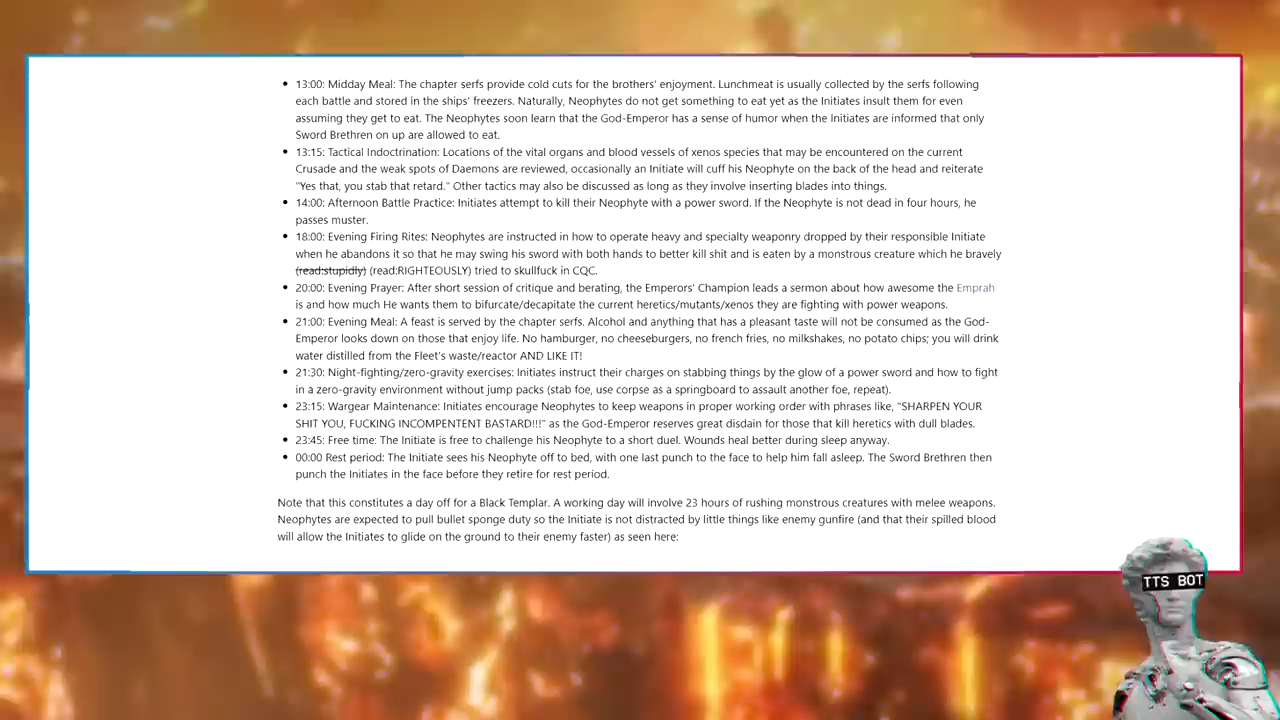 13:00: Midday Meal: The chapter serfs provide cold cuts for the brothers' enjoyment. Lunchmeat is usually collected by the serfs following
each battle and stored in the ships' freezers. Naturally, Neophytes do not get something to eat yet as the Initiates insult them for even
assuming they get to eat. The Neophytes soon learn that the God-Emperor has a sense of humor when the Initiates are informed that only
Sword Brethren on up are allowed to eat.
13:15: Tactical Indoctrination: Locations of the vital organs and blood vessels of xenos species that may be encountered on the current
Crusade and the weak spots of Daemons are reviewed, occasionally an Initiate will cuff his Neophyte on the back of the head and reiterate
"Yes that, you stab that retard." Other tactics may also be discussed as long as they involve inserting blades into things.
14:00: Afternoon Battle Practice: Initiates attempt to kill their Neophyte with a power sword. If the Neophyte is not dead in four hours, he
passes muster.
18:00: Evening Firing Rites: Neophytes are instructed in how to operate heavy and specialty weaponry dropped by their responsible Initiate
when he abandons it so that he may swing his sword with both hands to better kill shit and is eaten by a monstrous creature which he bravely
(read:stupidly) (read:RIGHTEOUSLY) tried to skullfuck in CQC.
20:00: Evening Prayer: After short session of critique and berating, the Emperors' Champion leads a sermon about how awesome the Emprah
is and how much He wants them to bifurcate/decapitate the current heretics/mutants/xenos they are fighting with power weapons.
21:00: Evening Meal: A feast is served by the chapter serfs. Alcohol and anything that has a pleasant taste will not be consumed as the God-
Emperor looks down on those that enjoy life. No hamburger, no cheeseburgers, no french fries, no milkshakes, no potato chips; you will drink
water distilled from the Fleet's waste/reactor AND LIKE IT!
21:30: Night-fighting/zero-gravity exercises: Initiates instruct their charges on stabbing things by the glow of a power sword and how to fight
in a zero-gravity environment without jump packs (stab foe, use corpse as a springboard to assault another foe, repeat).
23:15: Wargear Maintenance: Initiates encourage Neophytes to keep weapons in proper working order with phrases like, "SHARPEN YOUR
SHIT YOU, FUCKING INCOMPENTENT BASTARD!!!" as the God-Emperor reserves great disdain for those that kill heretics with dull blades.
23:45: Free time: The Initiate is free to challenge his Neophyte to a short duel. Wounds heal better during sleep anyway.
00:00 Rest period: The Initiate sees his Neophyte off to bed, with one last punch to the face to help him fall asleep. The Sword Brethren then
punch the Initiates in the face before they retire for rest period.
Note that this constitutes a day off for a Black Templar. A working day will involve 23 hours of rushing monstrous creatures with melee weapons.
Neophytes are expected to pull bullet sponge duty so the Initiate is not distracted by little things like enemy gunfire (and that their spilled blood
will allow the Initiates to glide on the ground to their enemy faster) as seen here:
TTS BOT